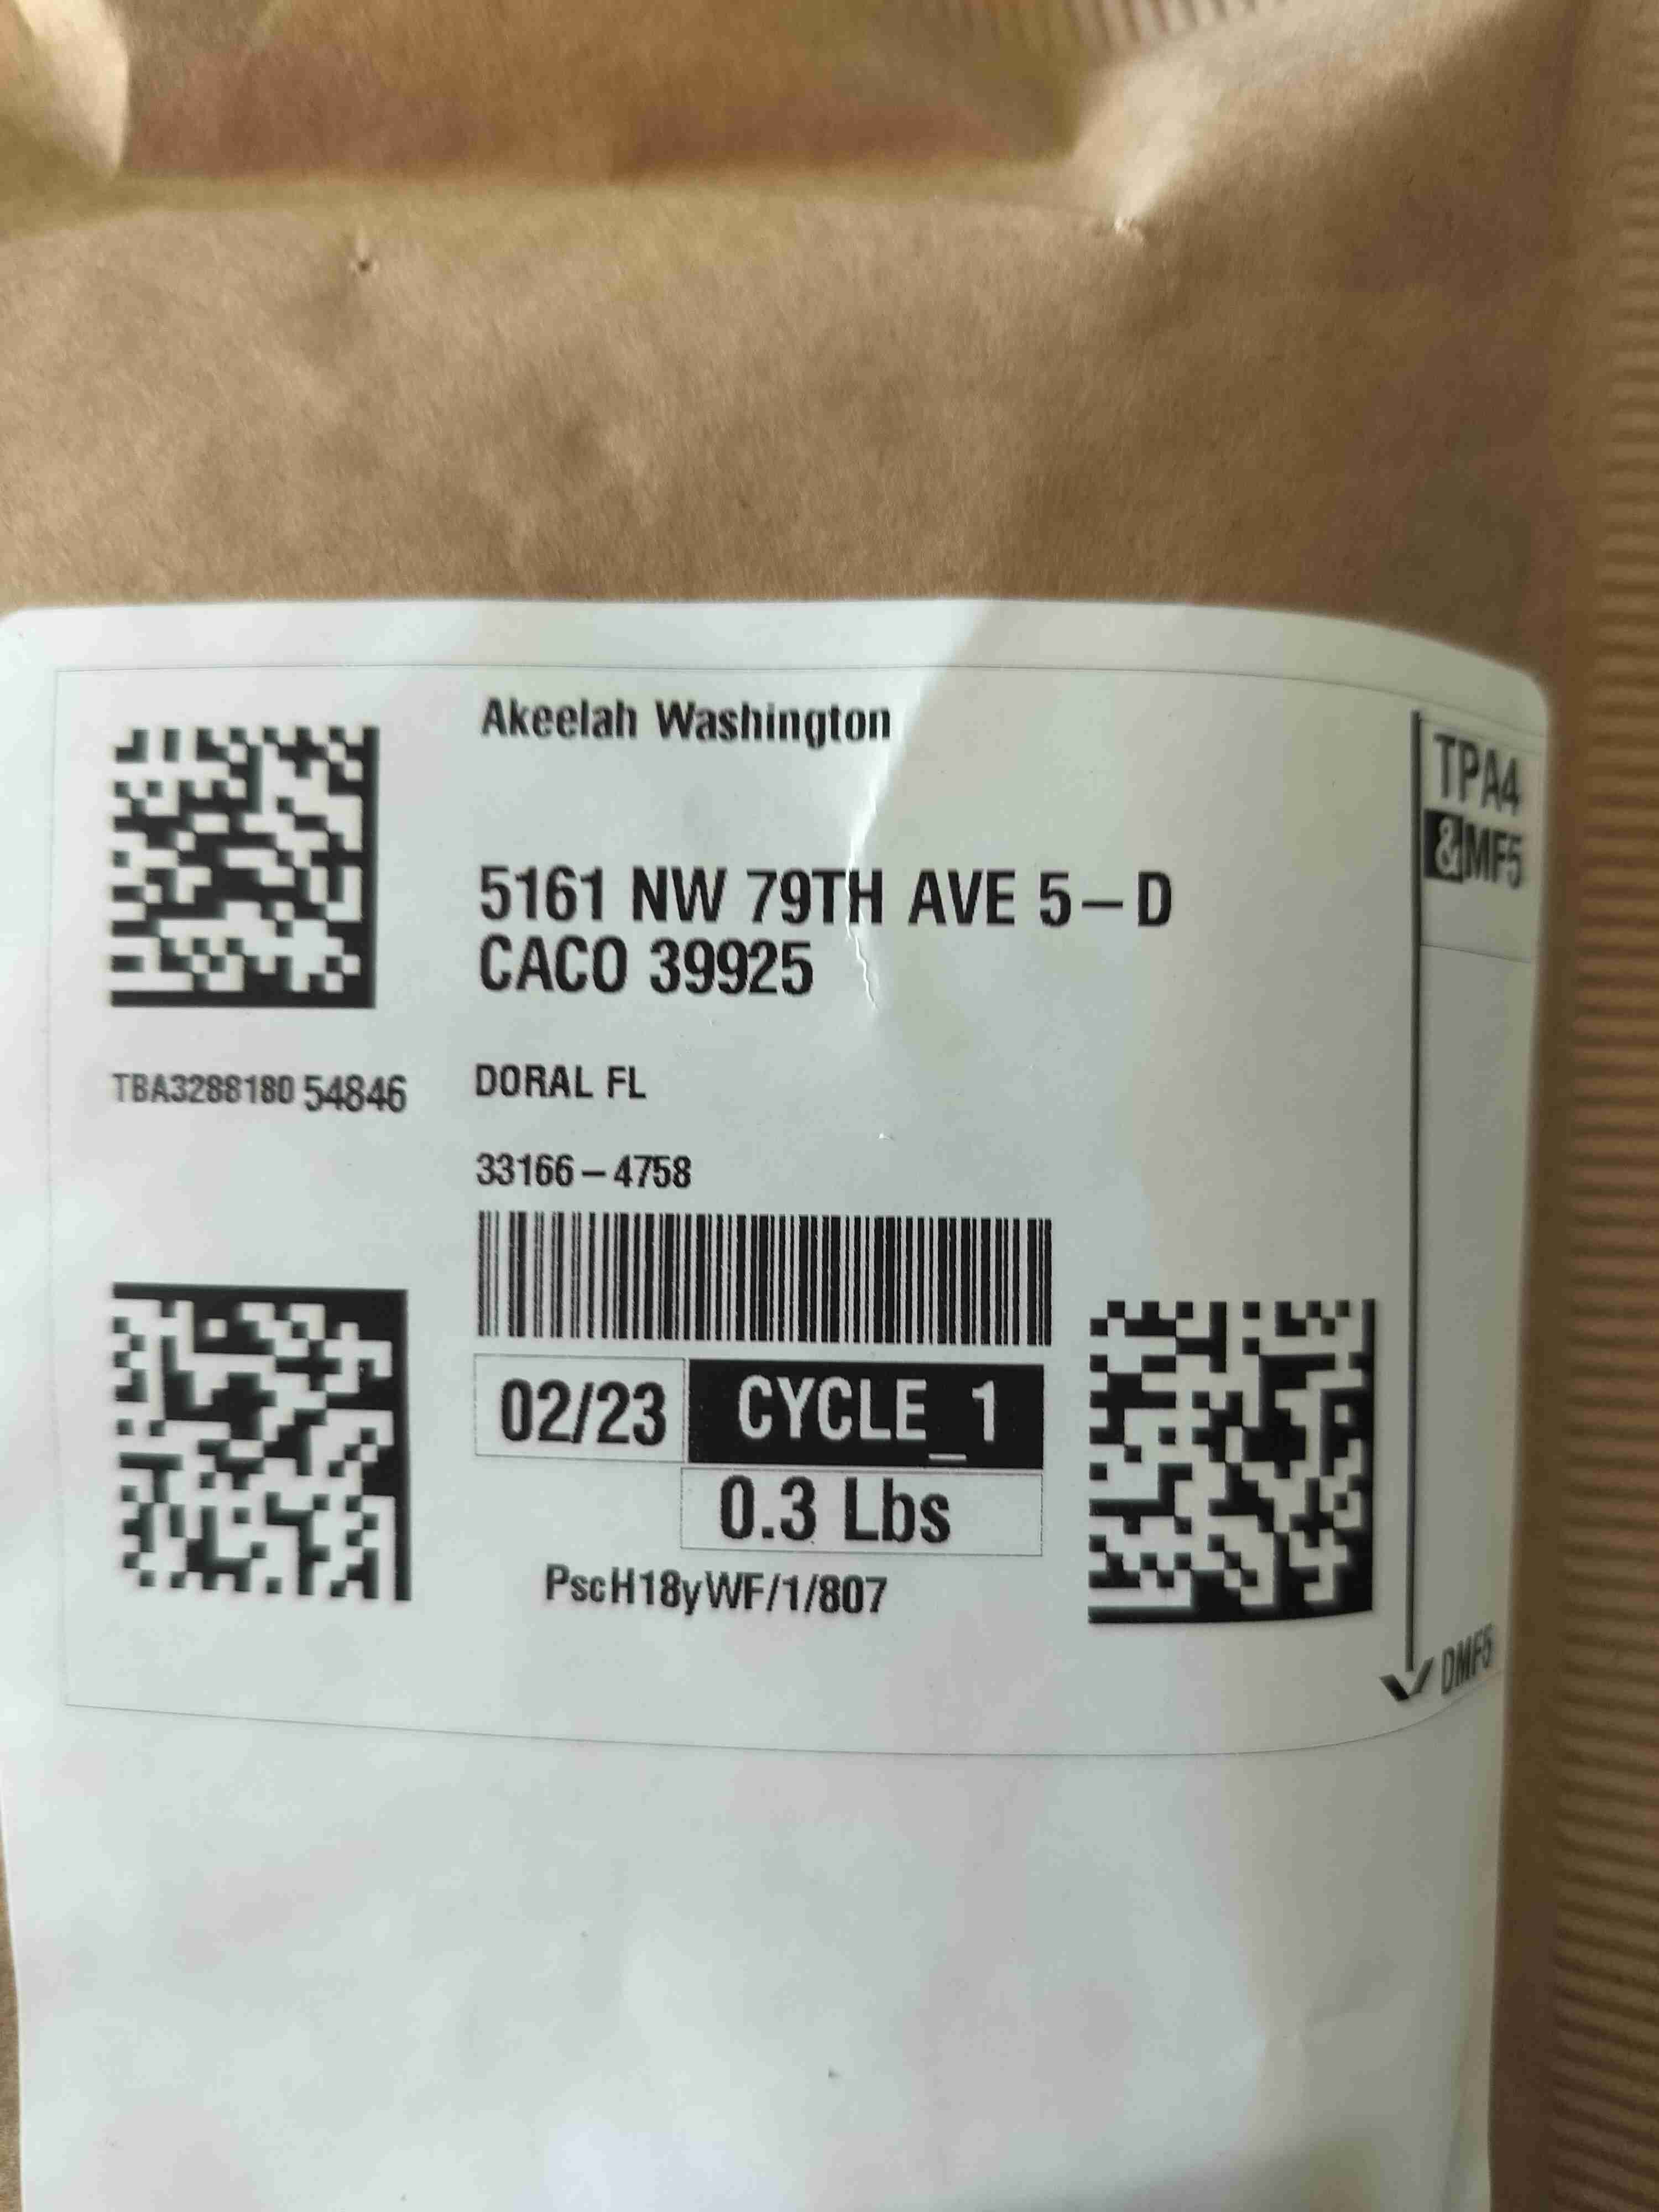 Akeelah Washington
TPA4
&MF5
5161 NW 79TH AVE 5-D
CACO 39925
TBA3288180 54846
DORAL FL
33166-4758
02/23 CYCLE_1
0.3 Lbs
PscH18yWF/1/807
DMF5